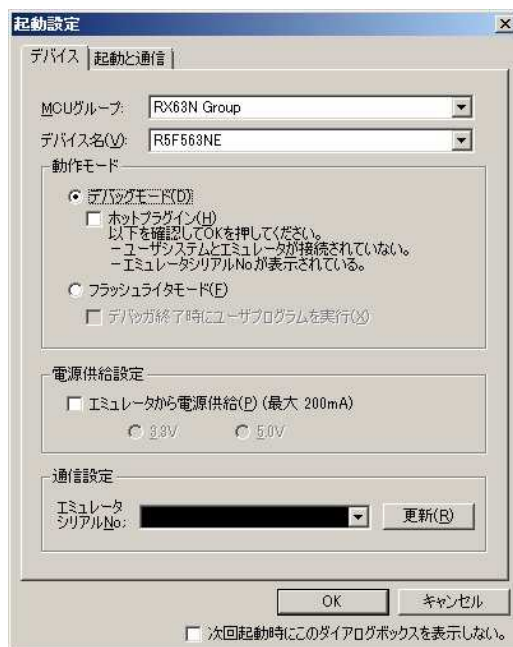 起動設定
デバイス 起動と通信
MCUグループ: RX63N Group
デバイス名(V): R5F563NE
動作モード
デバッグモード(D)
ホットプラグイン(H)
以下を確認してOKを押してください。
－ユーザシステムとエミュレータが接続されていない。
－エミュレータシリアルNoが表示されている。
フラッシュライタモード(F)
デバッガ終了時にユーザプログラムを実行(X)
電源供給設定
エミュレータから電源供給(P) (最大 200mA)
3.3V 5.0V
通信設定
エミュレータ
シリアルNo: 更新(R)
OK キャンセル
次回起動時にこのダイアログボックスを表示しない。